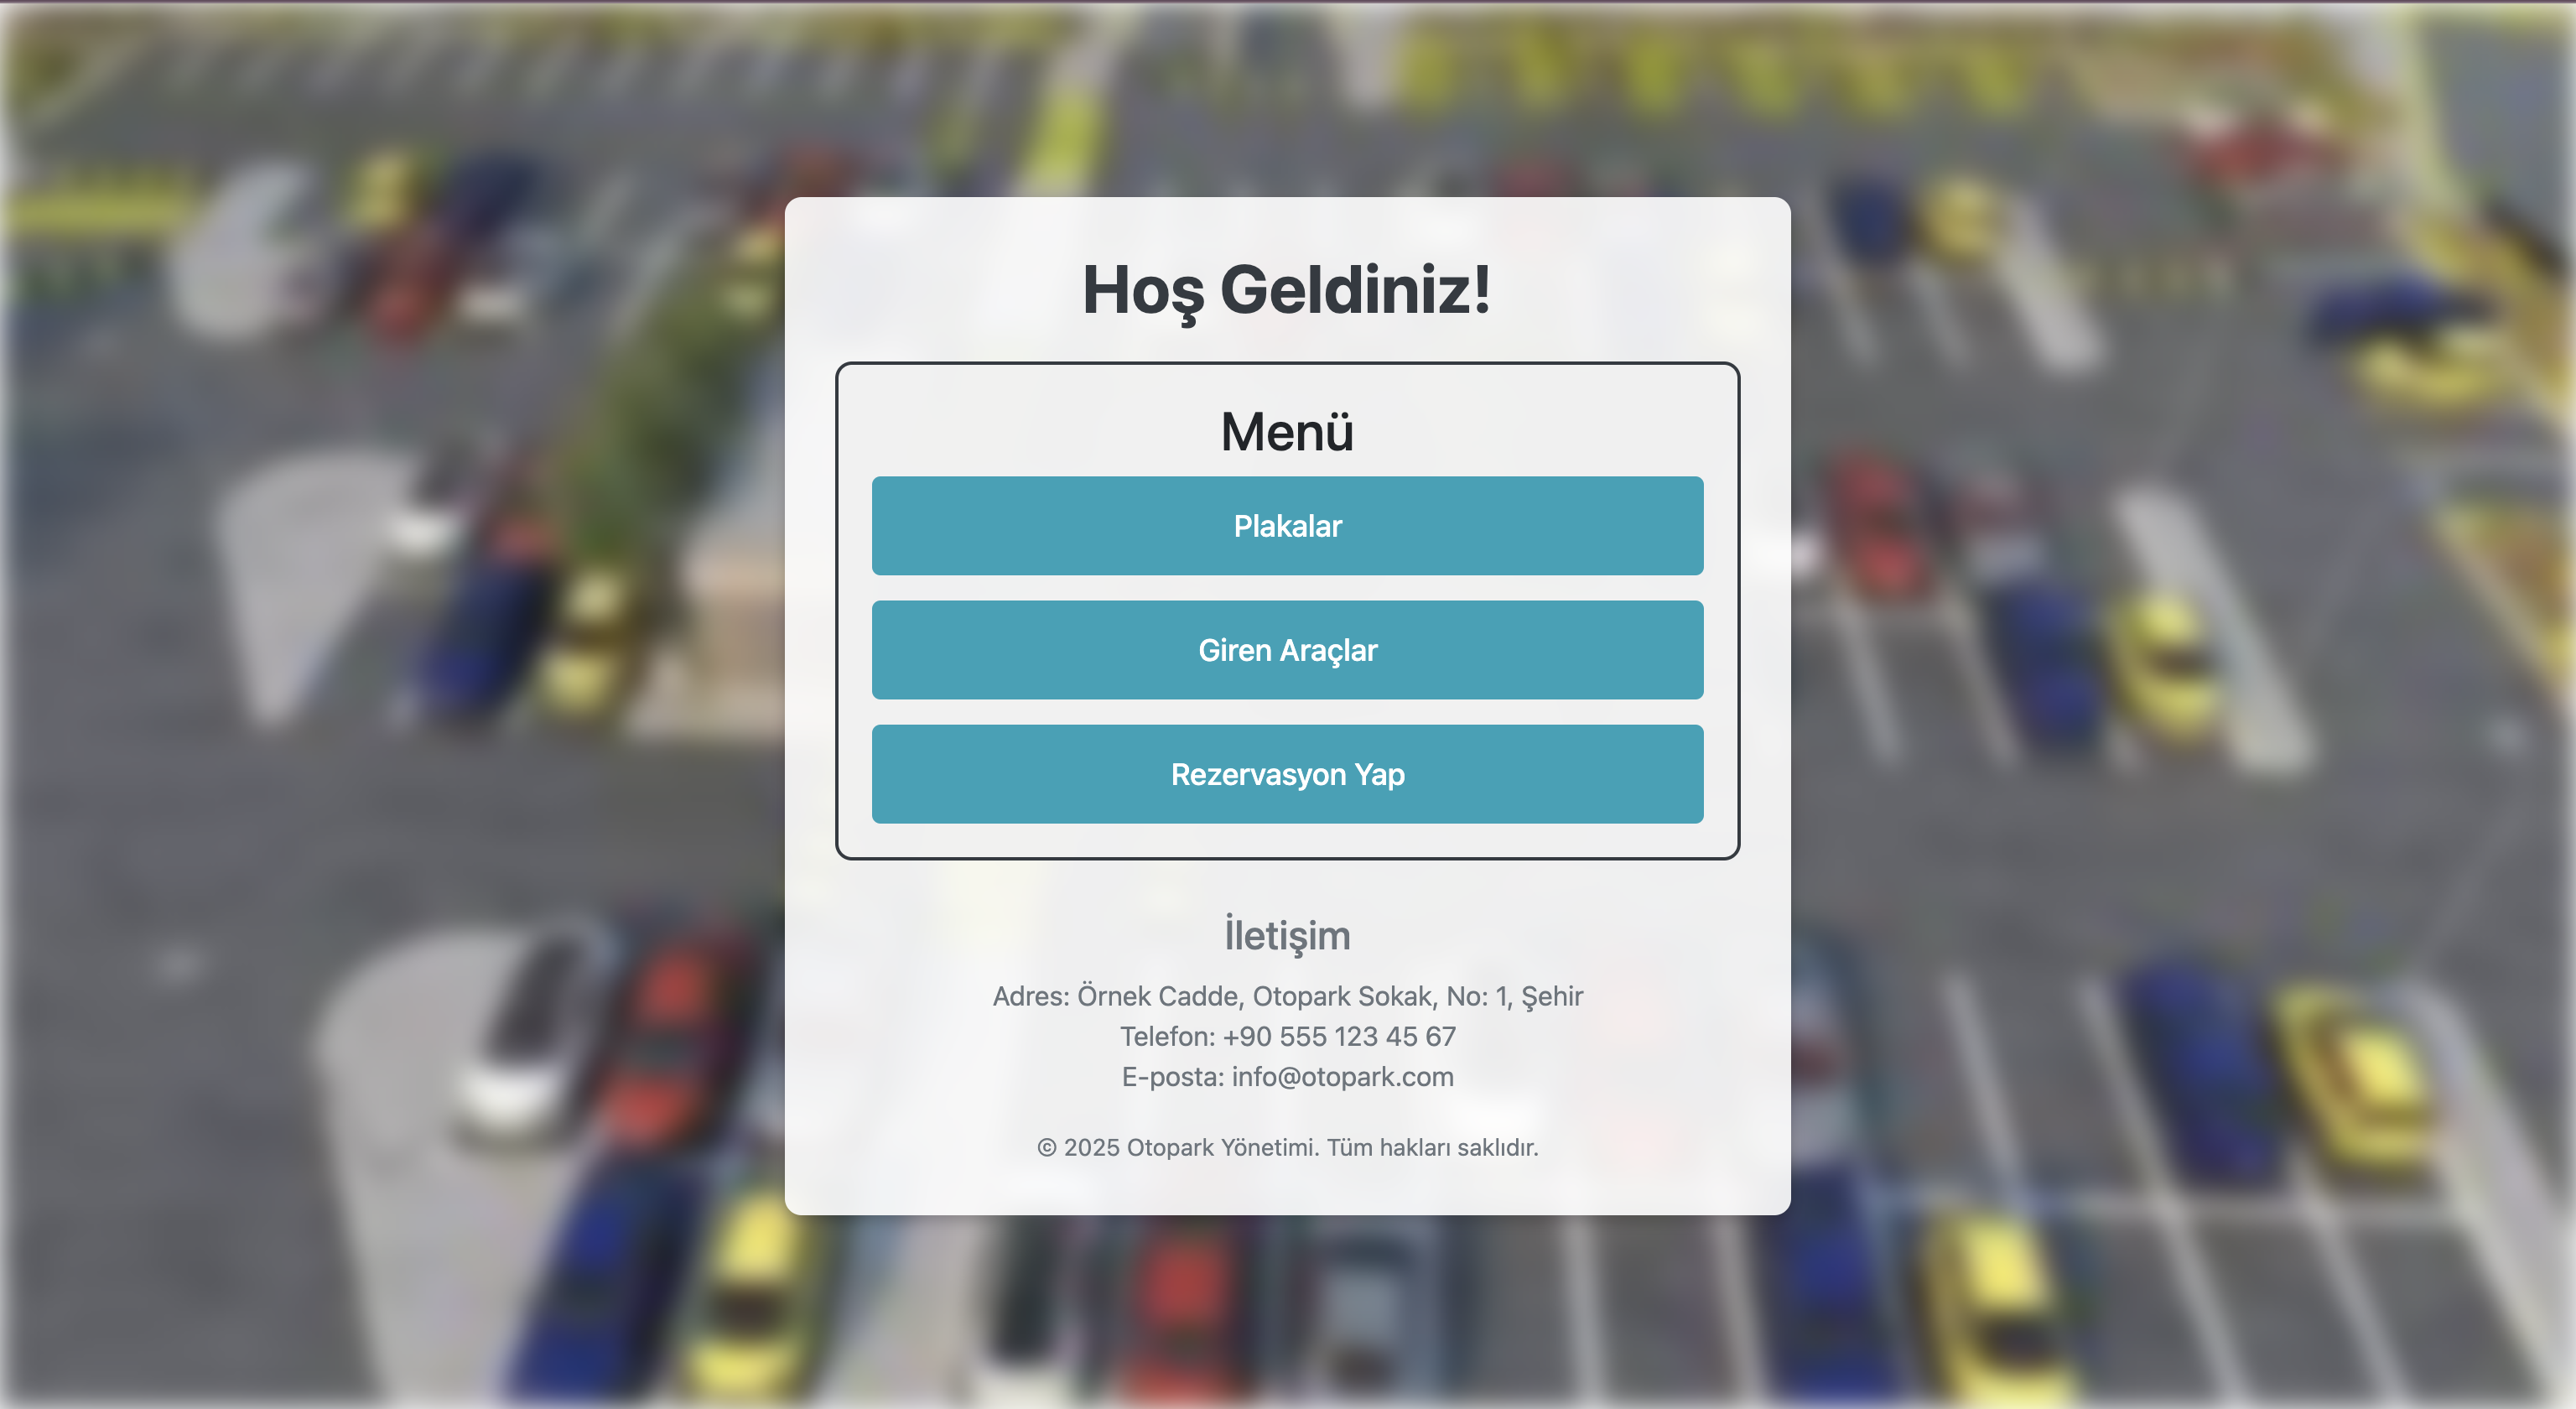 Hoş Geldiniz!
Menü
Plakalar
Giren Araçlar
Rezervasyon Yap
İletişim
Adres: Örnek Cadde, Otopark Sokak, No: 1, Şehir
Telefon: +90 555 123 45 67
E-posta: info@otopark.com
© 2025 Otopark Yönetimi. Tüm hakları saklıdır.